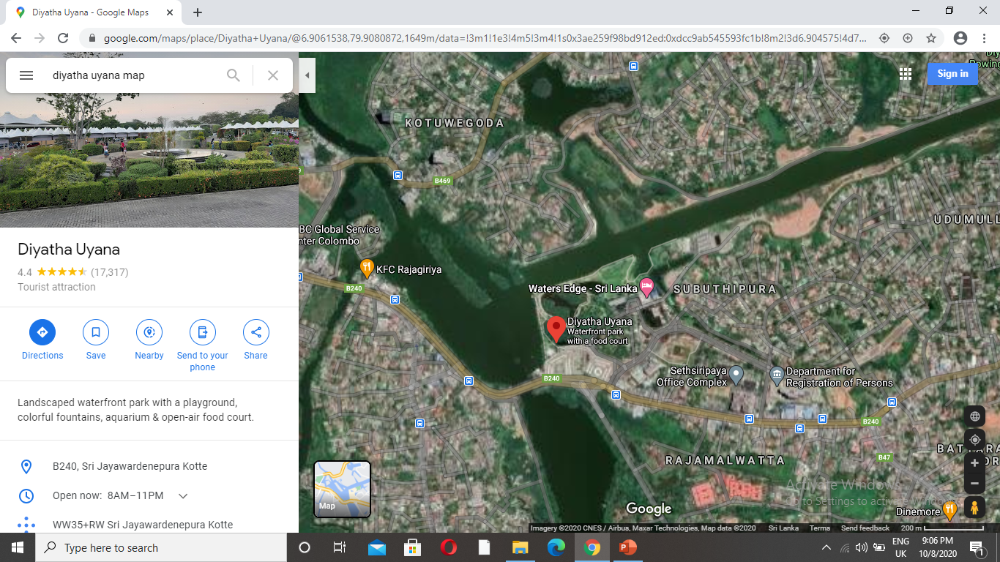 Diyatha Uyana - Google Maps
google.com/maps/place/Diyatha+Uyana/@6.9061538,79.9080872,1649m/data=!3m1!1e3!4m5!3m4!1s0x3ae259f98bd912ed:0xdcc9ab545593fc1b!8m2!3d6.904575!4d7...
diyatha uyana map
Diyatha Uyana
4.4 (17,317)
Tourist attraction
Directions
Save
Nearby
Send to your
phone
Share
Landscaped waterfront park with a playground,
colorful fountains, aquarium & open-air food court.
B240, Sri Jayawardenepura Kotte
Open now: 8AM–11PM
WW35+RW Sri Jayawardenepura Kotte
Sign in
KOTUWEGODA
B469
UDUMULL
BC Global Service
nter Colombo
KFC Rajagiriya
B240
Waters Edge - Sri Lanka
SUBUTHIPURA
Diyatha Uyana
Waterfront park
with a food court
B240
Sethsiripaya
Office Complex
Department for
Registration of Persons
B240
RAJAMALWATTA
B47
Activate Windows
Go to Settings to activate Windows.
Dinemore
Map
Google
Imagery ©2020 CNES / Airbus, Maxar Technologies, Map data ©2020
Sri Lanka
Terms
Send feedback
200 m
Type here to search
ENG
UK
9:06 PM
10/8/2020
1